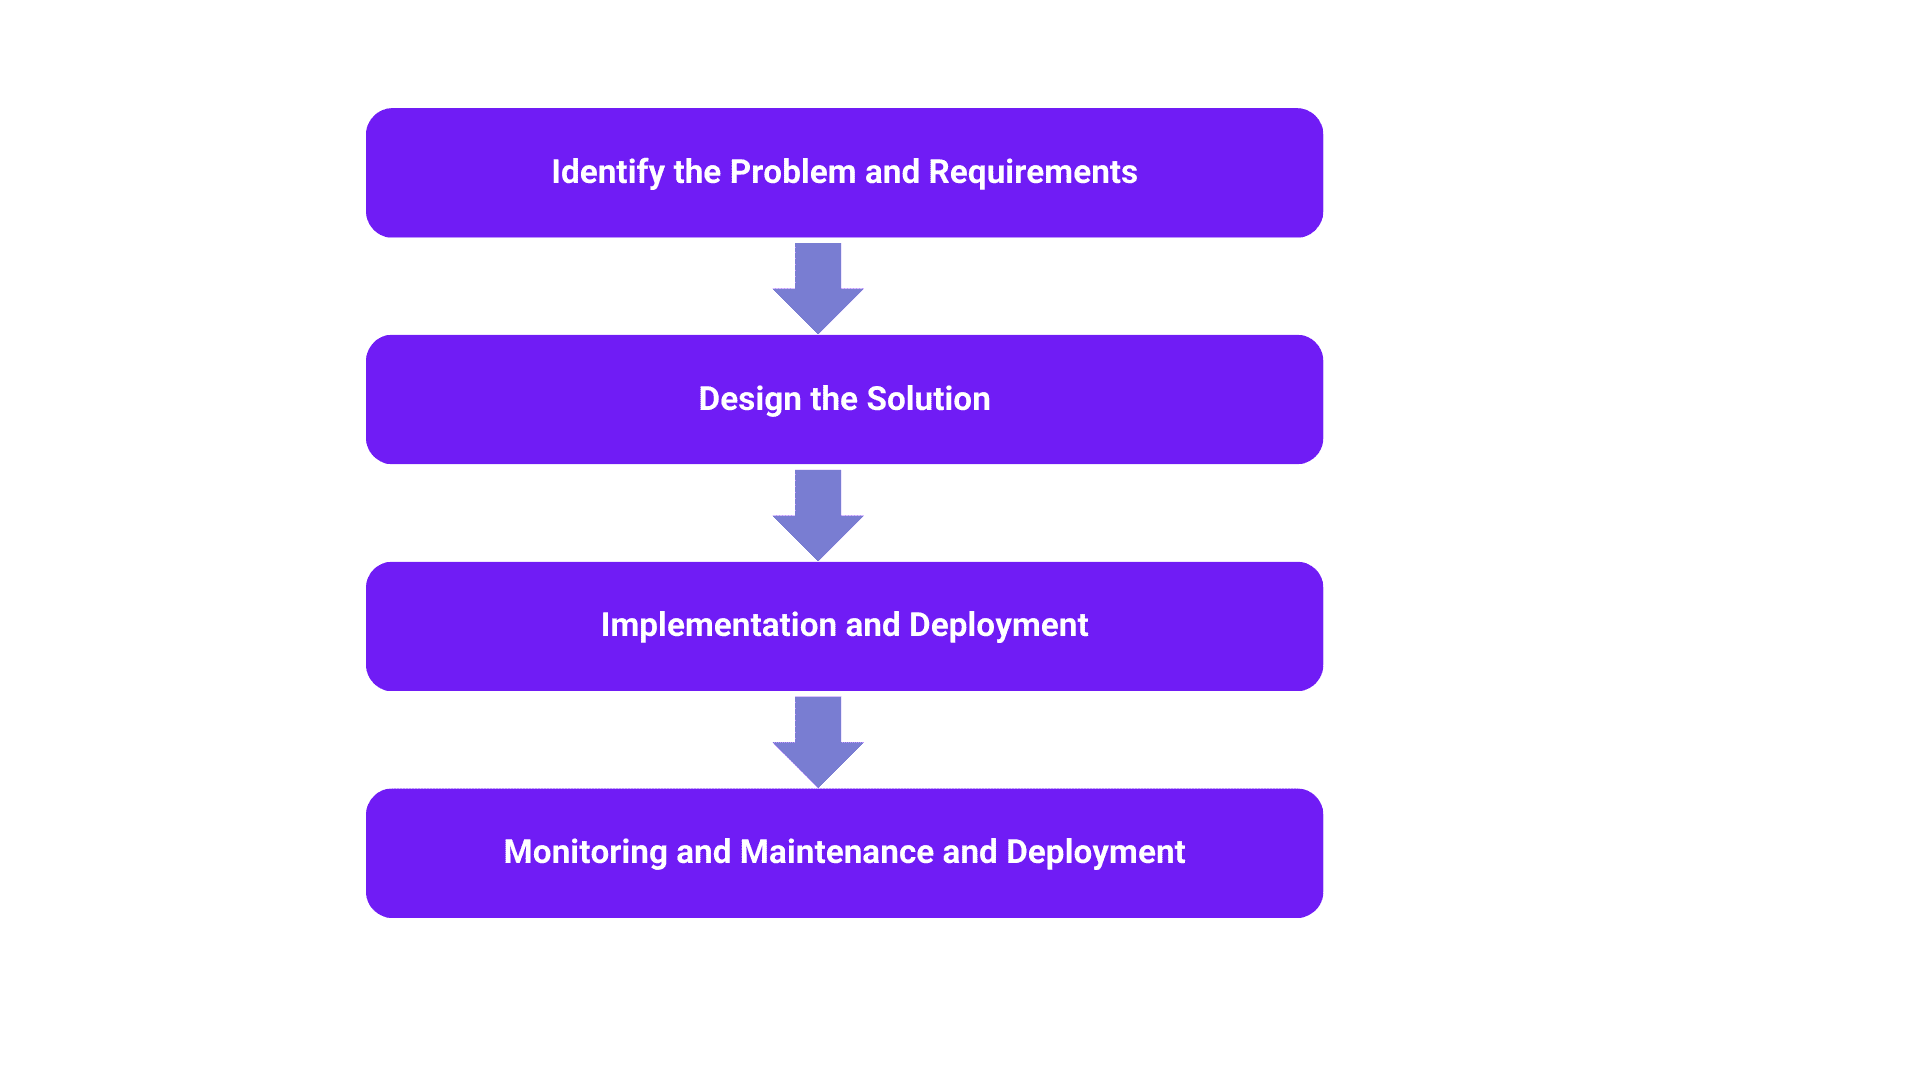 Identify the Problem and Requirements
Design the Solution
Implementation and Deployment
Monitoring and Maintenance and Deployment